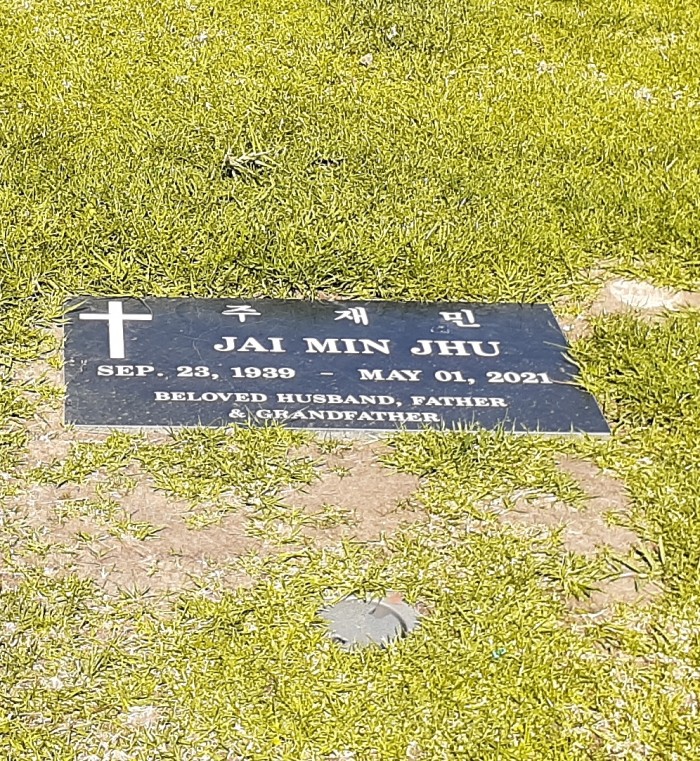 주 재 민
JAI MIN JHU
SEP. 23, 1939 - MAY 01, 2021
BELOVED HUSBAND, FATHER
& GRANDFATHER